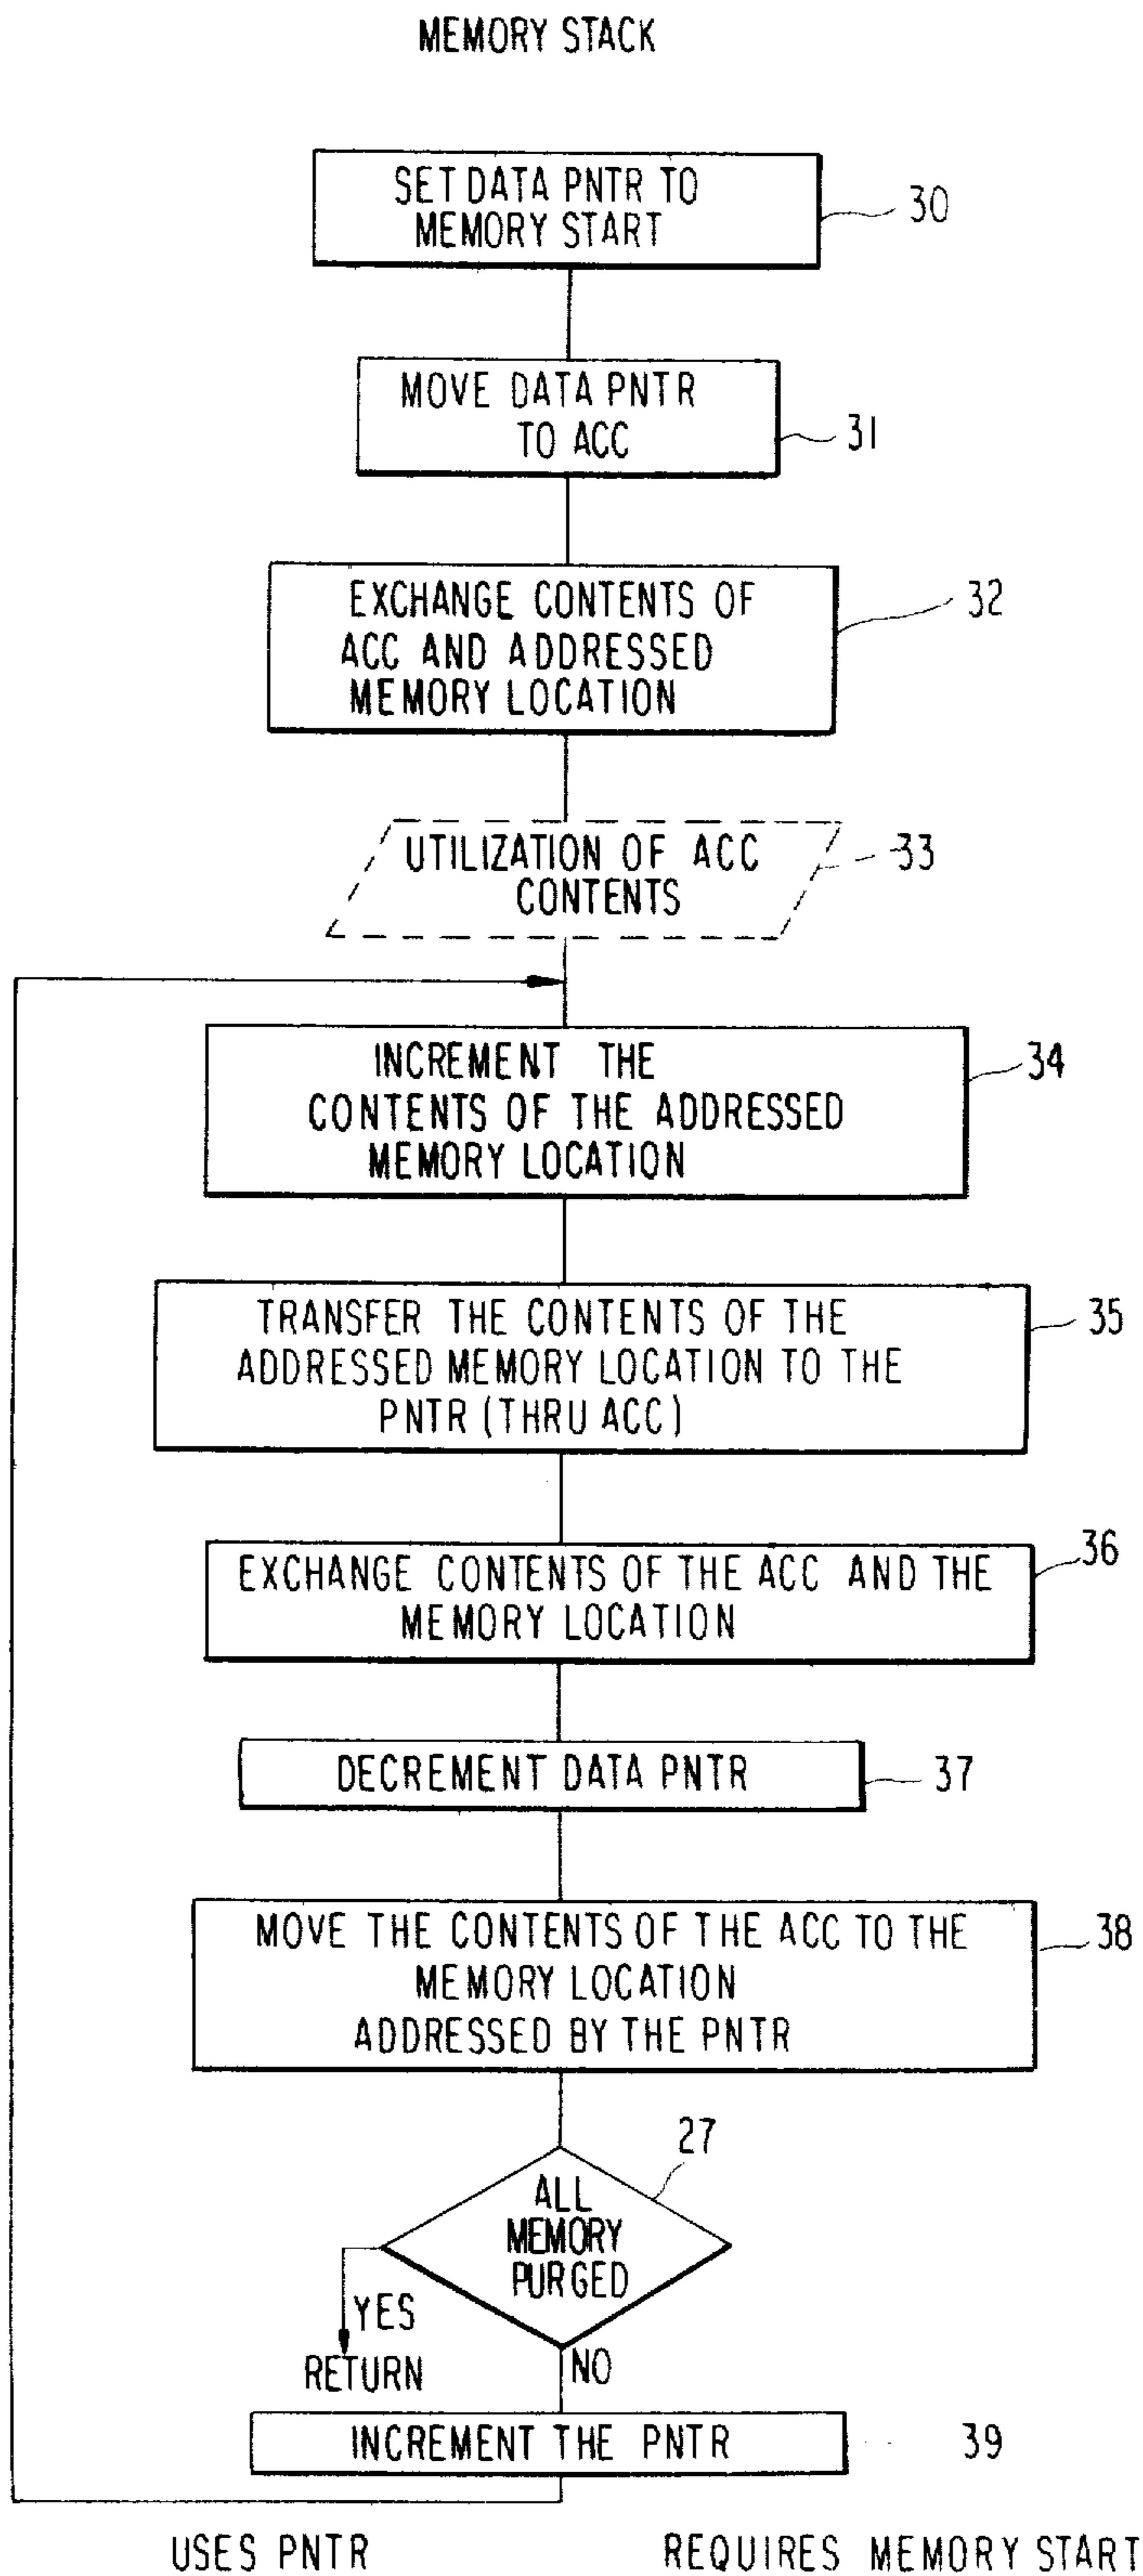 MEMORY STACK
SET DATA PNTR TO
MEMORY START
30
MOVE DATA PNTR
TO ACC
31
EXCHANGE CONTENTS OF
ACC AND ADDRESSED
MEMORY LOCATION
32
UTILIZATION OF ACC
CONTENTS
33
INCREMENT THE
CONTENTS OF THE ADDRESSED
MEMORY LOCATION
34
TRANSFER THE CONTENTS OF THE
ADDRESSED MEMORY LOCATION TO THE
PNTR (THRU ACC)
35
EXCHANGE CONTENTS OF THE ACC AND THE
MEMORY LOCATION
36
DECREMENT DATA PNTR
37
MOVE THE CONTENTS OF THE ACC TO THE
MEMORY LOCATION
ADDRESSED BY THE PNTR
38
27
ALL
MEMORY
PURGED
YES
RETURN
NO
INCREMENT THE PNTR
39
USES PNTR
REQUIRES MEMORY START